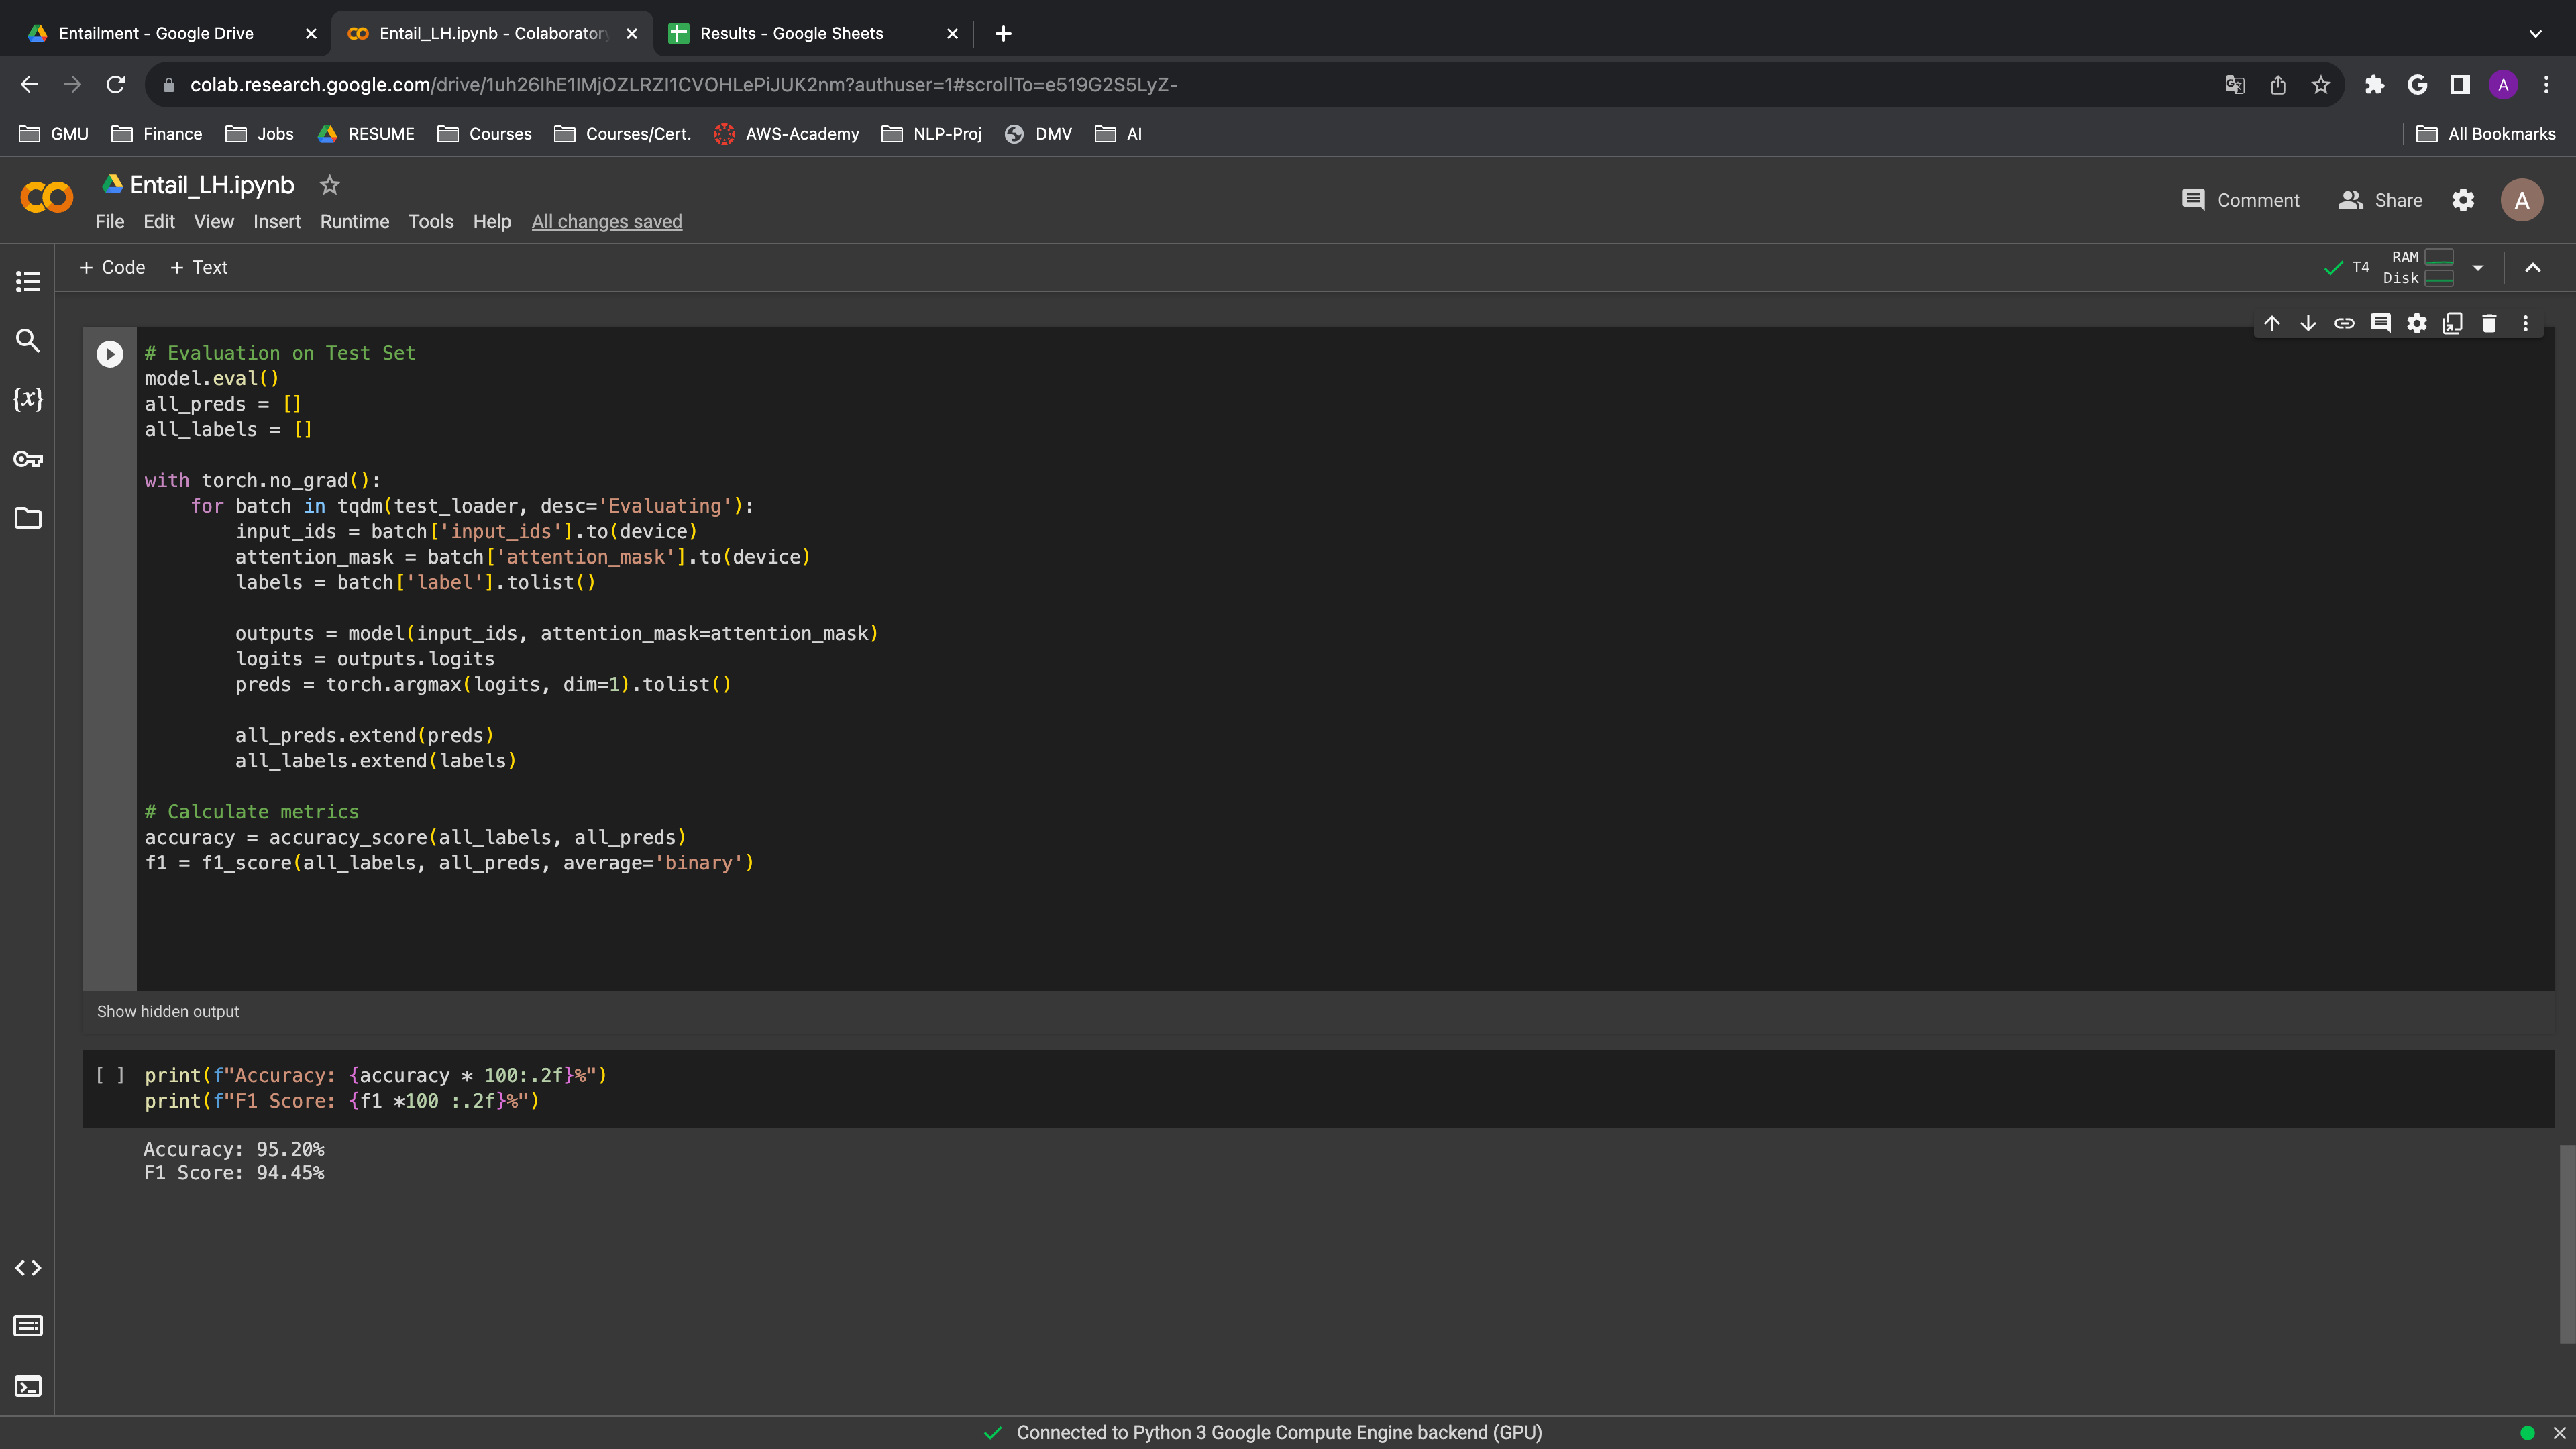 Entailment - Google Drive
Entail_LH.ipynb - Colaboratory
Results - Google Sheets
colab.research.google.com/drive/1uh26IhE1IMjOZLRZI1CVOHLePiJUK2nm?authuser=1#scrollTo=e519G2S5LyZ-
A
GMU
Finance
Jobs
RESUME
Courses
Courses/Cert.
AWS-Academy
NLP-Proj
DMV
AI
All Bookmarks
Entail_LH.ipynb
Comment
Share
A
File Edit View Insert Runtime Tools Help All changes saved
+ Code + Text
T4
RAM
Disk
{x}
# Evaluation on Test Set
model.eval()
all_preds = []
all_labels = []
with torch.no_grad():
    for batch in tqdm(test_loader, desc='Evaluating'):
        input_ids = batch['input_ids'].to(device)
        attention_mask = batch['attention_mask'].to(device)
        labels = batch['label'].tolist()
        outputs = model(input_ids, attention_mask=attention_mask)
        logits = outputs.logits
        preds = torch.argmax(logits, dim=1).tolist()
        all_preds.extend(preds)
        all_labels.extend(labels)
# Calculate metrics
accuracy = accuracy_score(all_labels, all_preds)
f1 = f1_score(all_labels, all_preds, average='binary')
Show hidden output
[ ] print(f"Accuracy: {accuracy * 100:.2f}%")
print(f"F1 Score: {f1 *100 :.2f}%")
Accuracy: 95.20%
F1 Score: 94.45%
Connected to Python 3 Google Compute Engine backend (GPU)